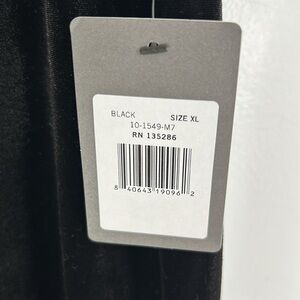 BLACK SIZE XL
10-1549-M7
RN 135286
8 40643 19096 2